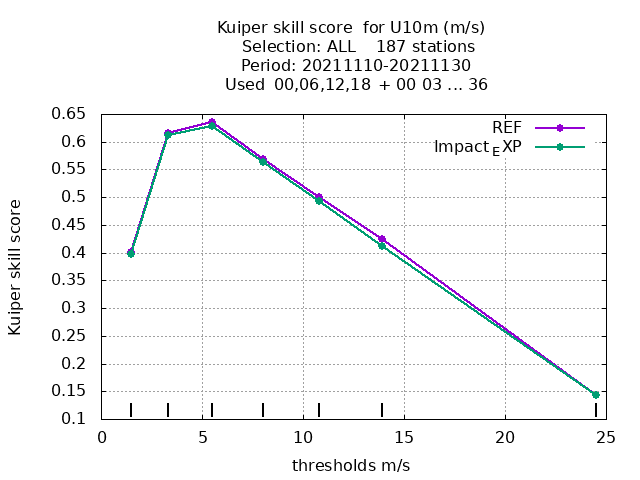 Kuiper skill score  for U10m (m/s)
Selection: ALL    187 stations
Period: 20211110-20211130
Used  00,06,12,18 + 00 03 ... 36
REF
Impact_EXP
Kuiper skill score
0.65
0.6
0.55
0.5
0.45
0.4
0.35
0.3
0.25
0.2
0.15
0.1
0 5 10 15 20 25
thresholds m/s